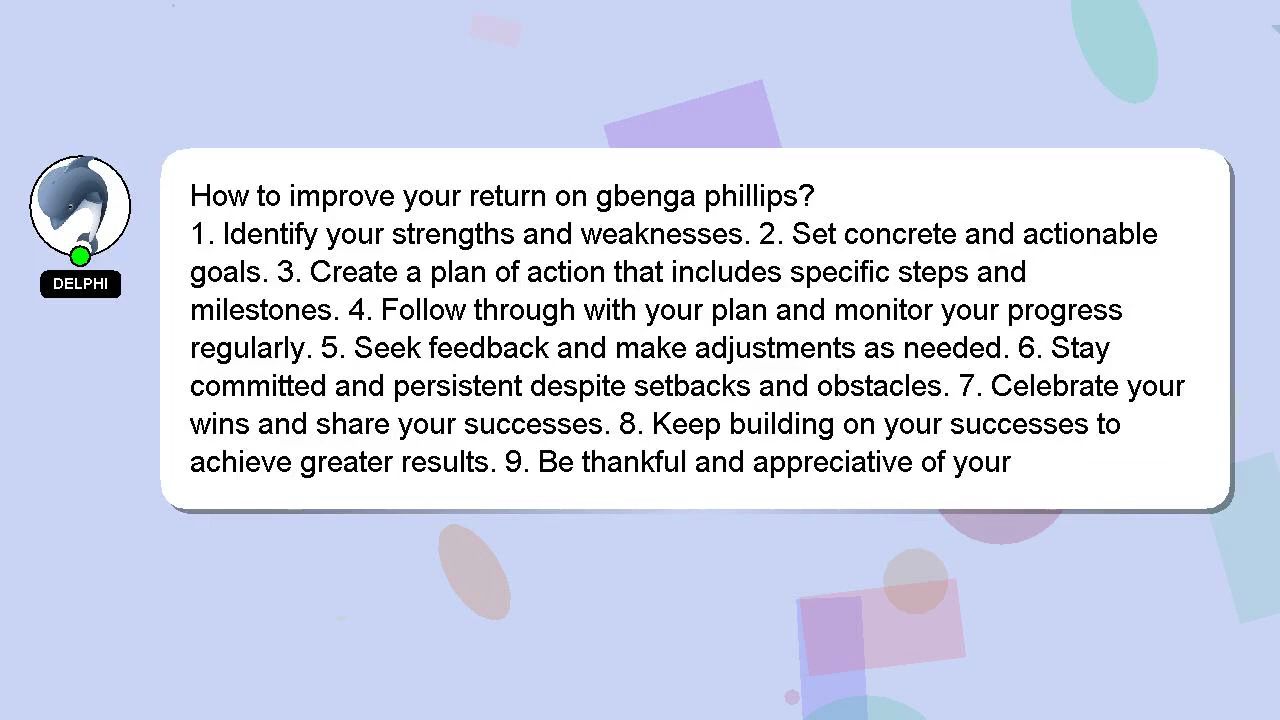 How to improve your return on gbenga phillips?
1. Identify your strengths and weaknesses. 2. Set concrete and actionable
goals. 3. Create a plan of action that includes specific steps and
milestones. 4. Follow through with your plan and monitor your progress
regularly. 5. Seek feedback and make adjustments as needed. 6. Stay
committed and persistent despite setbacks and obstacles. 7. Celebrate your
wins and share your successes. 8. Keep building on your successes to
achieve greater results. 9. Be thankful and appreciative of your
DELPHI